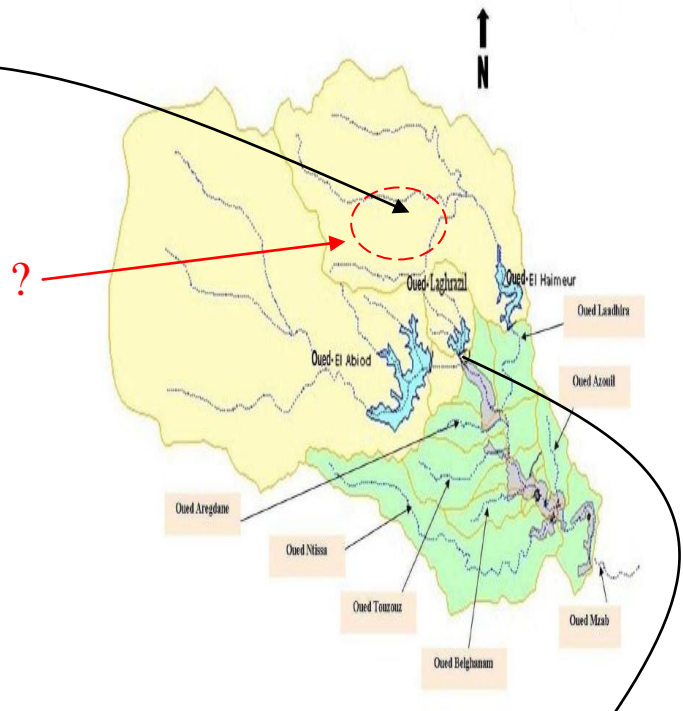 N
?
Oued Laghrazil
Oued El Haimeur
Oued Laadhira
Oued El Abiod
Oued Azouil
Oued Aregdane
Oued Ntissa
Oued Touzouz
Oued Mzab
Oued Belghanam